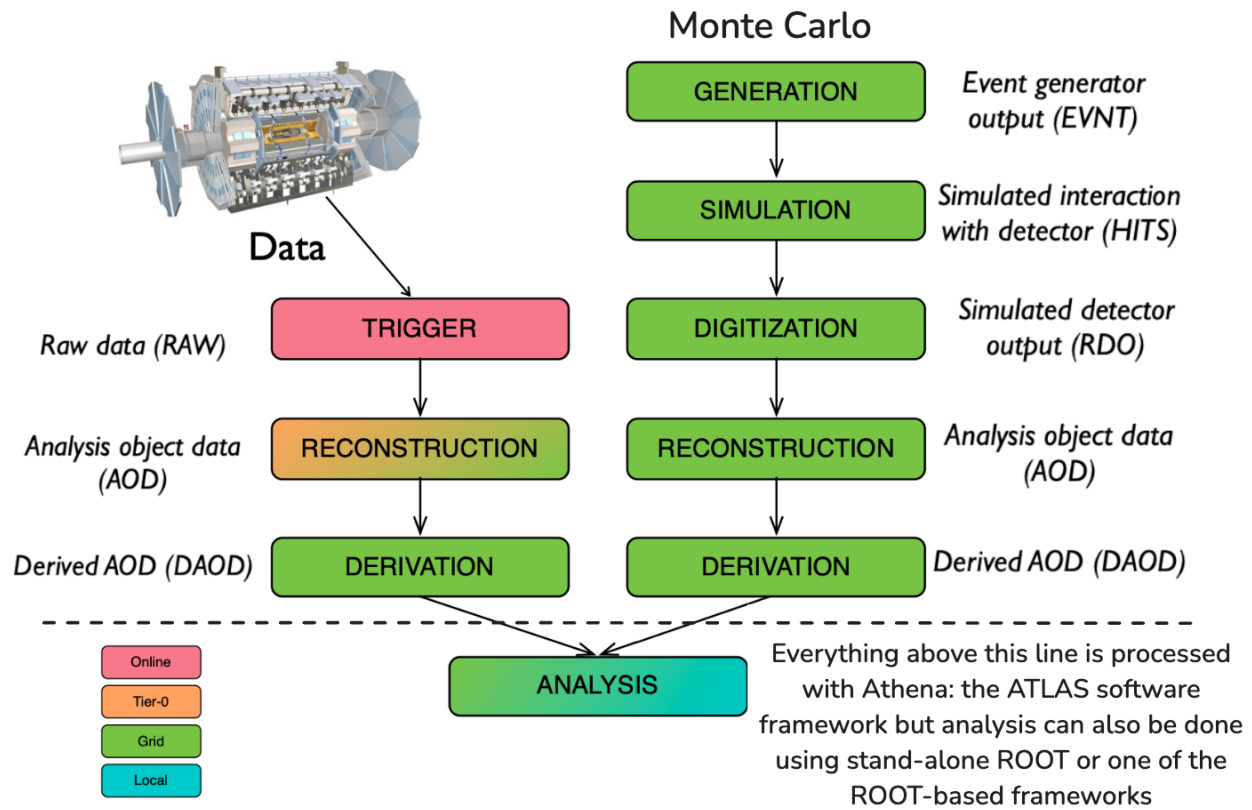 Monte Carlo
GENERATION
Event generator
output (EVNT)
SIMULATION
Simulated interaction
with detector (HITS)
Data
TRIGGER
Raw data (RAW)
DIGITIZATION
Simulated detector
output (RDO)
Analysis object data
(AOD)
RECONSTRUCTION
RECONSTRUCTION
Analysis object data
(AOD)
Derived AOD (DAOD)
DERIVATION
DERIVATION
Derived AOD (DAOD)
Online
Tier-0
Grid
Local
ANALYSIS
Everything above this line is processed
with Athena: the ATLAS software
framework but analysis can also be done
using stand-alone ROOT or one of the
ROOT-based frameworks